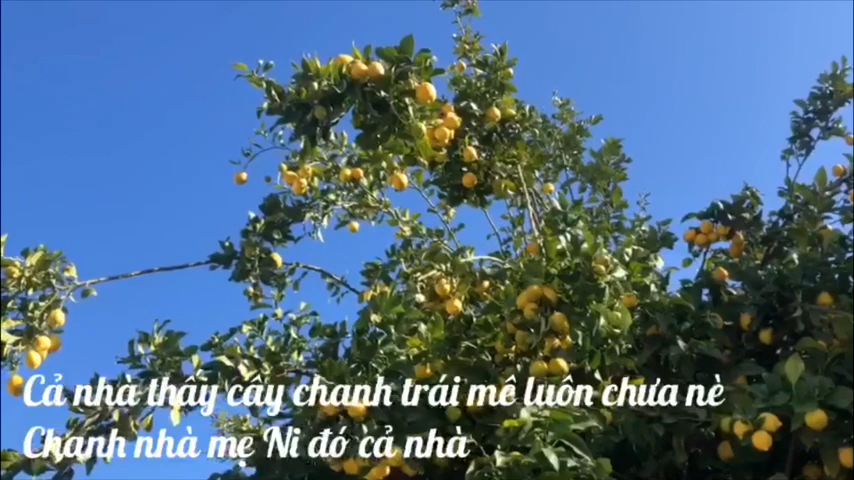 Cả nhà thấy cây chanh trái mê luôn chưa nè
Chanh nhà mẹ Ni đó cả nhà